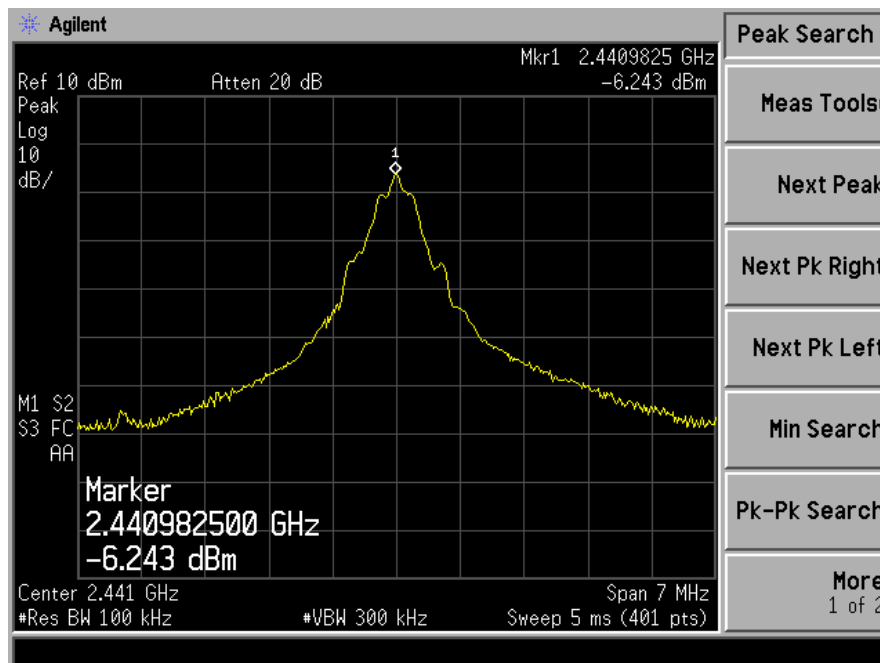 Agilent
Peak Search
Mkr1 2.4409825 GHz
Ref 10 dBm Atten 20 dB -6.243 dBm
Peak
Log
10
dB/
1
Meas Tools
Next Peak
Next Pk Right
Next Pk Left
M1 S2
S3 FC
AA
Min Search
Marker
2.440982500 GHz
-6.243 dBm
Pk-Pk Search
Center 2.441 GHz Span 7 MHz
#Res BW 100 kHz #VBW 300 kHz Sweep 5 ms (401 pts)
More
1 of 2